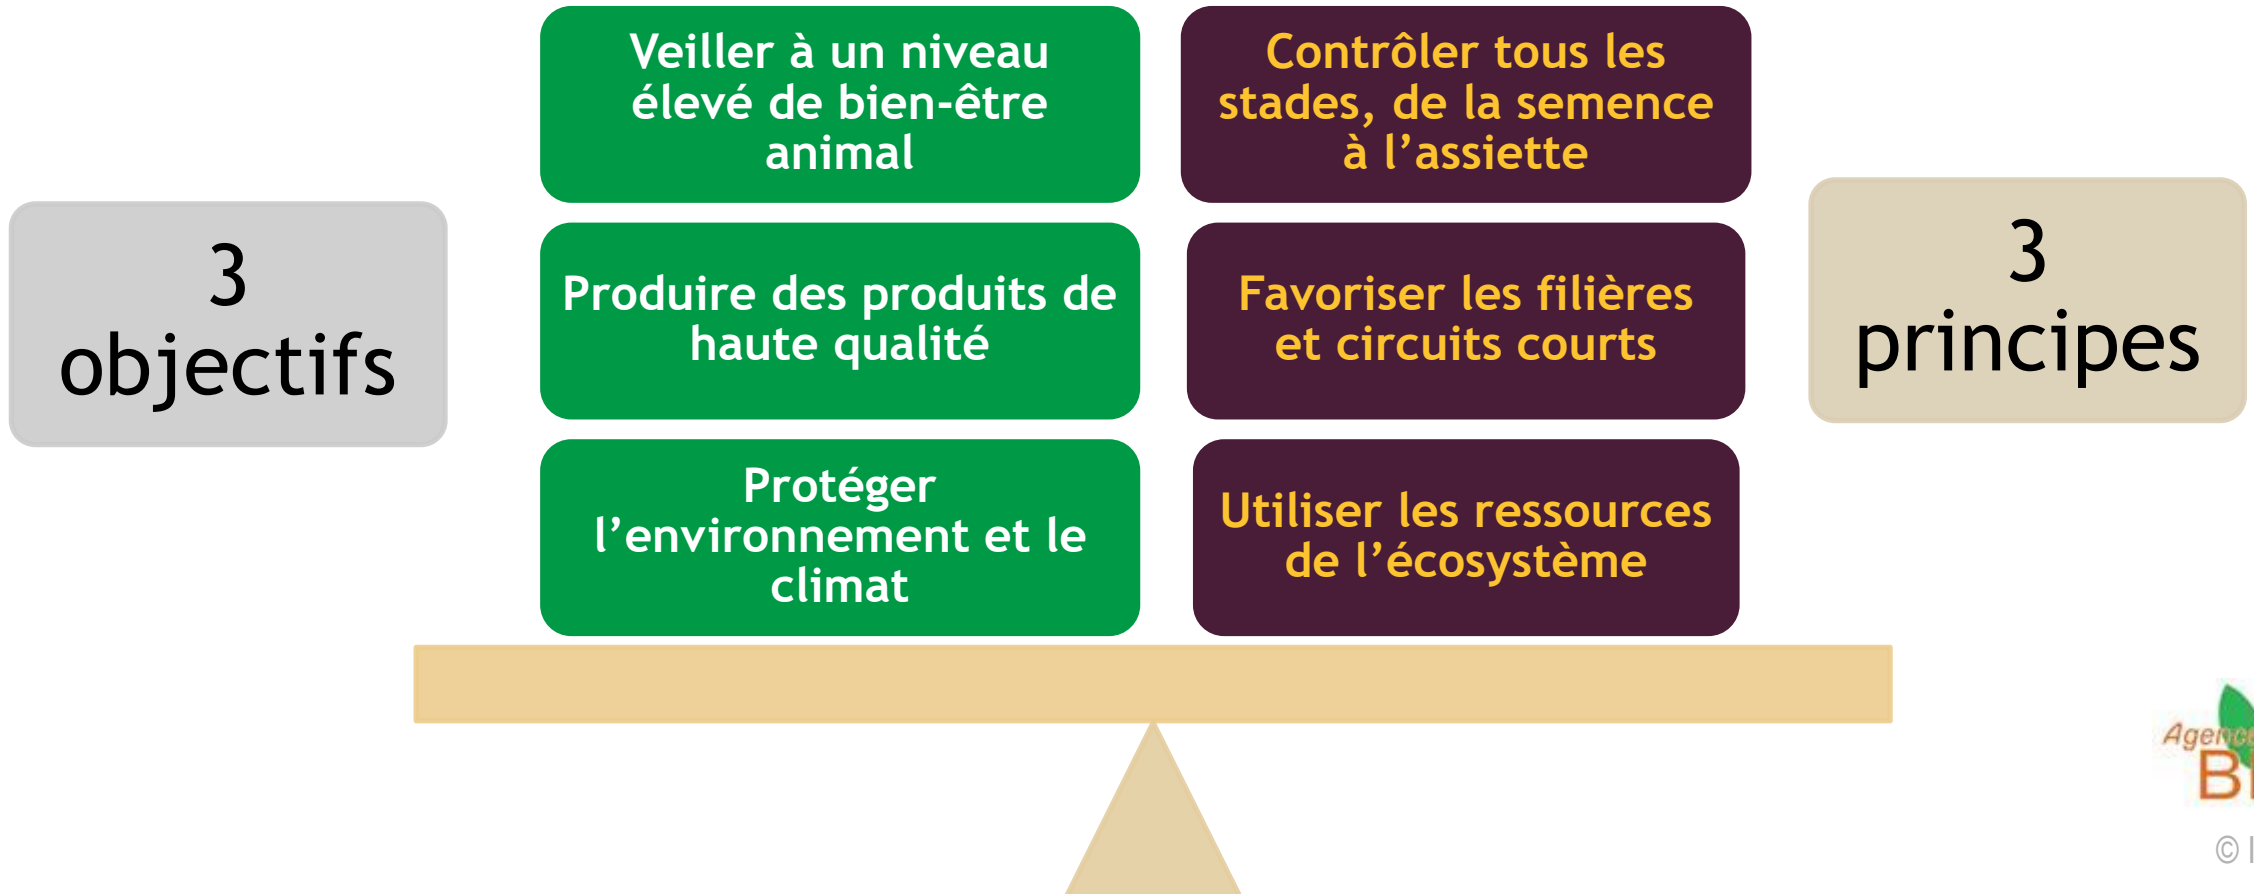 3
objectifs
Veiller à un niveau
élevé de bien-être
animal
Produire des produits de
haute qualité
Protéger
l’environnement et le
climat
Contrôler tous les
stades, de la semence
à l’assiette
Favoriser les filières
et circuits courts
Utiliser les ressources
de l’écosystème
3
principes
Agence
©